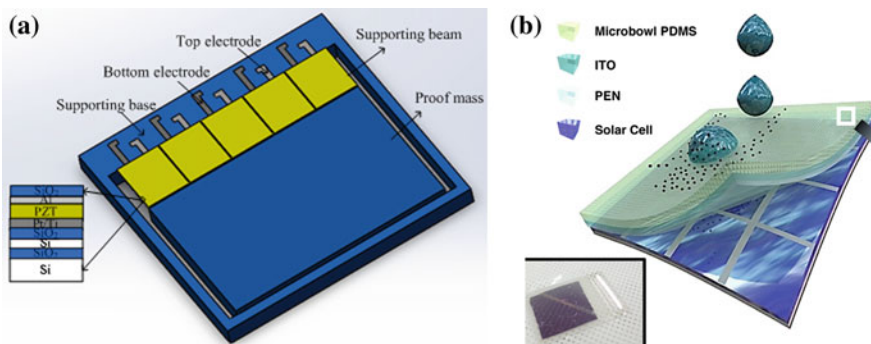 (a)
Top electrode
Supporting beam
Bottom electrode
Supporting base
Proof mass
SiO2
Al
PZT
Pt/Ti
SiO2
Si
SiO2
Si
(b)
Microbowl PDMS
ITO
PEN
Solar Cell